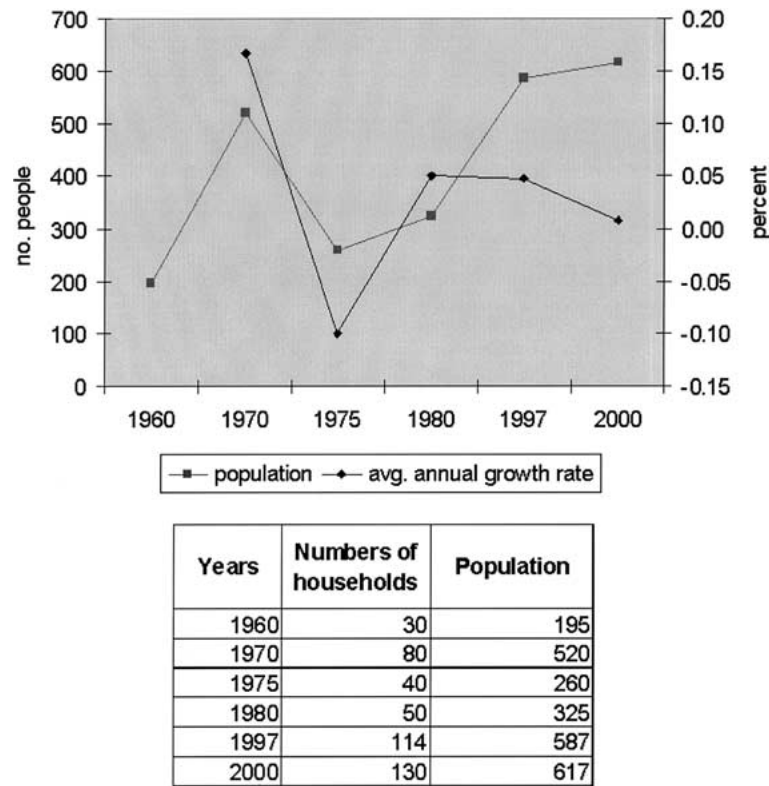 700
600
500
400
300
200
100
0
no. people
0.20
0.15
0.10
0.05
0.00
-0.05
-0.10
-0.15
percent
1960 1970 1975 1980 1997 2000
population avg. annual growth rate
Years Numbers of households Population
1960 30 195
1970 80 520
1975 40 260
1980 50 325
1997 114 587
2000 130 617